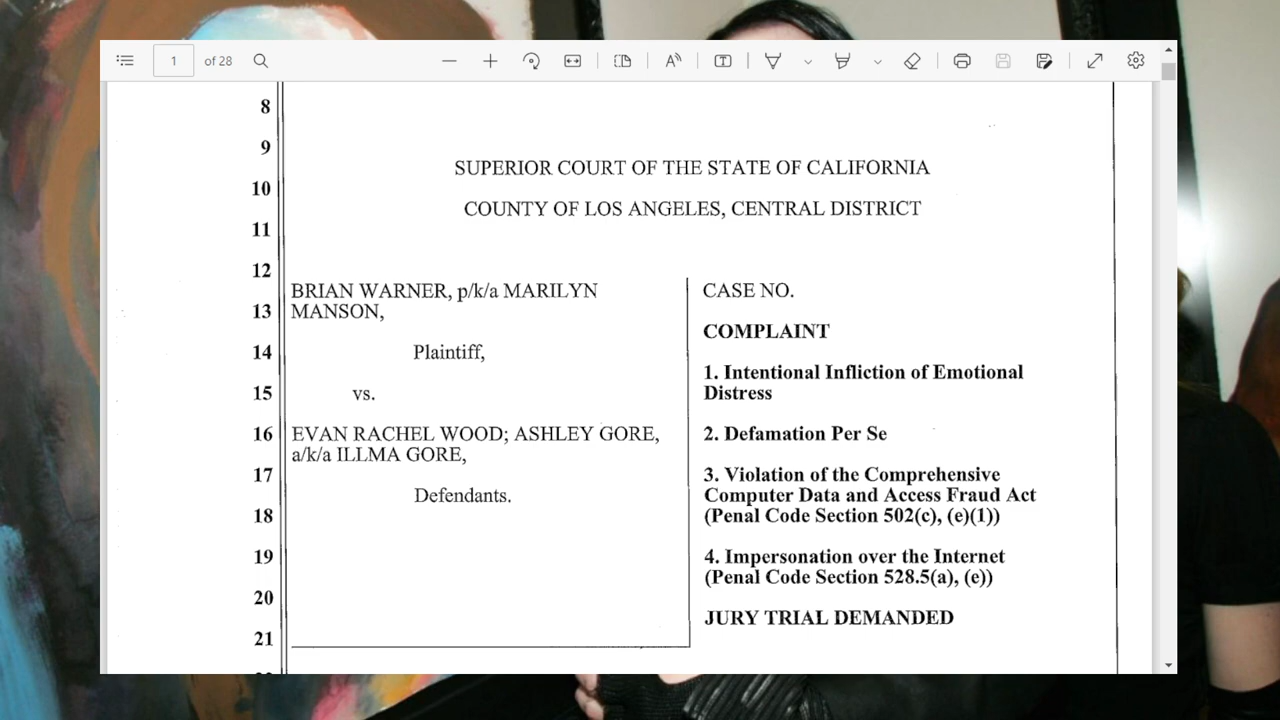 1 of 28
8
9
SUPERIOR COURT OF THE STATE OF CALIFORNIA
10
COUNTY OF LOS ANGELES, CENTRAL DISTRICT
11
12
BRIAN WARNER, p/k/a MARILYN
13 MANSON,
14 Plaintiff,
15 vs.
16 EVAN RACHEL WOOD; ASHLEY GORE,
a/k/a ILLMA GORE,
17
Defendants.
18
19
20
21
CASE NO.
COMPLAINT
1. Intentional Infliction of Emotional
Distress
2. Defamation Per Se
3. Violation of the Comprehensive
Computer Data and Access Fraud Act
(Penal Code Section 502(c), (e)(1))
4. Impersonation over the Internet
(Penal Code Section 528.5(a), (e))
JURY TRIAL DEMANDED